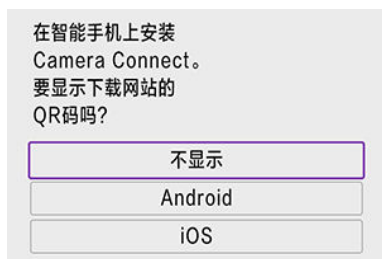 在智能手机上安装
Camera Connect。
要显示下载网站的
QR码吗?
不显示
Android
iOS